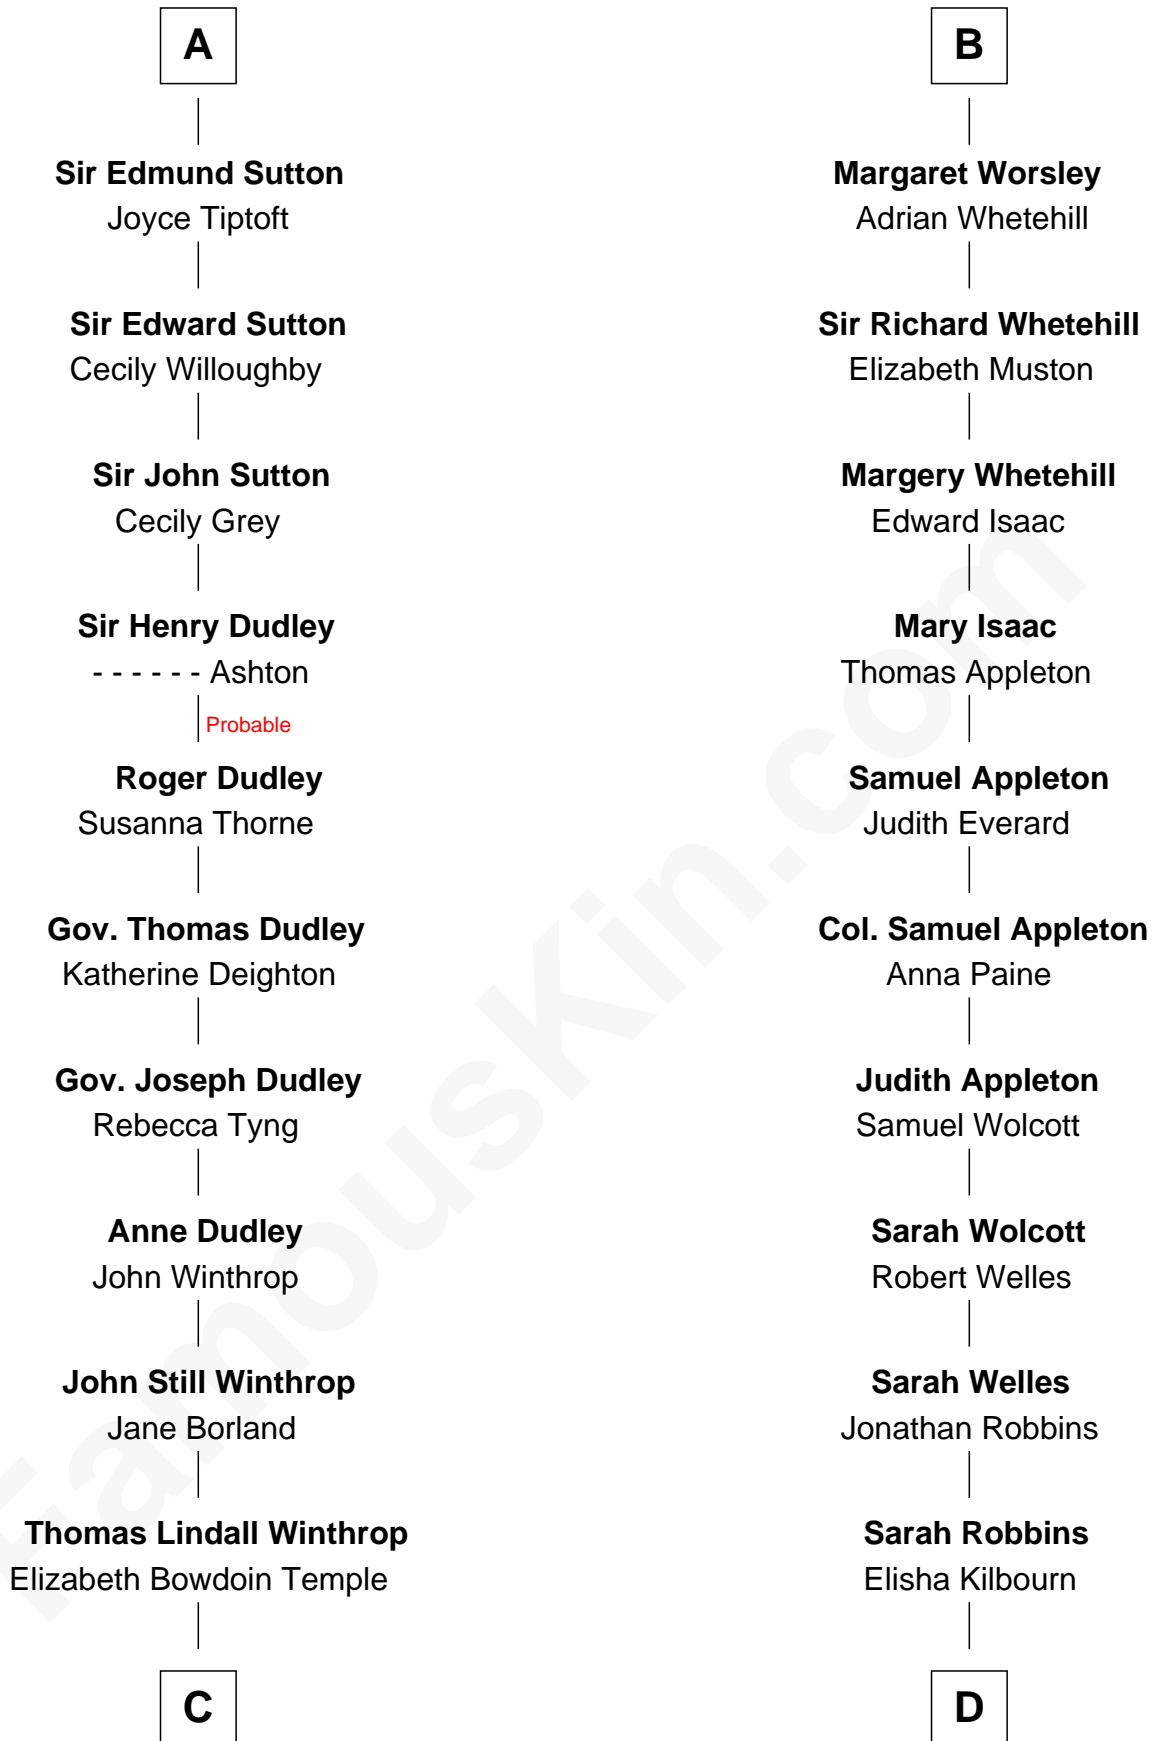 A
Sir Edmund Sutton
Joyce Tiptoft
Sir Edward Sutton
Cecily Willoughby
Sir John Sutton
Cecily Grey
Sir Henry Dudley
- - - - - - Ashton
Probable
Roger Dudley
Susanna Thorne
Gov. Thomas Dudley
Katherine Deighton
Gov. Joseph Dudley
Rebecca Tyng
Anne Dudley
John Winthrop
John Still Winthrop
Jane Borland
Thomas Lindall Winthrop
Elizabeth Bowdoin Temple
C
B
Margaret Worsley
Adrian Whetehill
Sir Richard Whetehill
Elizabeth Muston
Margery Whetehill
Edward Isaac
Mary Isaac
Thomas Appleton
Samuel Appleton
Judith Everard
Col. Samuel Appleton
Anna Paine
Judith Appleton
Samuel Wolcott
Sarah Wolcott
Robert Welles
Sarah Welles
Jonathan Robbins
Sarah Robbins
Elisha Kilbourn
D
FamousKin.com